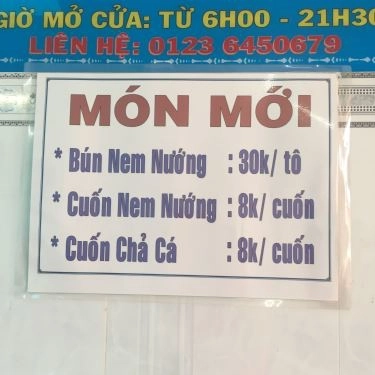 GIỜ MỞ CỬA: TỪ 6H00 - 21H30
LIÊN HỆ: 0123 6450679
MÓN MỚI
* Bún Nem Nướng : 30k/ tô
* Cuốn Nem Nướng : 8k/ cuốn
* Cuốn Chả Cá : 8k/ cuốn